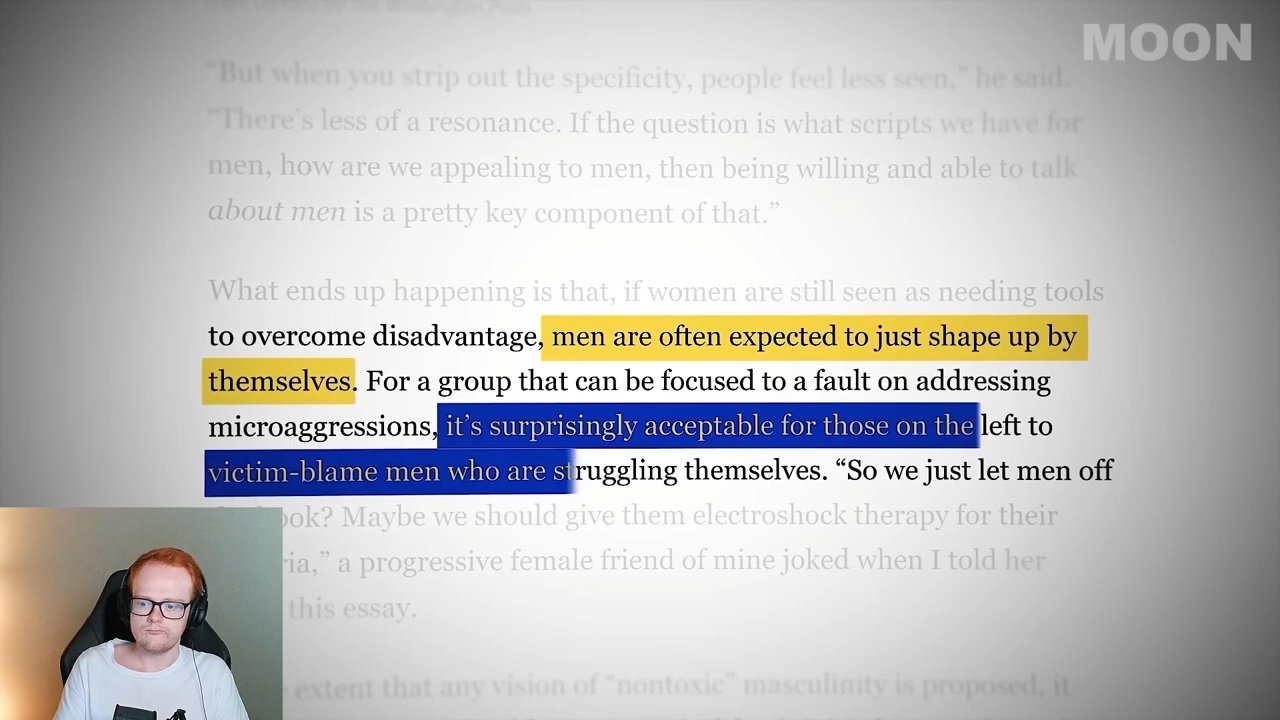 MOON
“But when you strip out the specificity, people feel less seen,” he said.
“There’s less of a resonance. If the question is what scripts we have for
men, how are we appealing to men, then being willing and able to talk
about men is a pretty key component of that.”
What ends up happening is that, if women are still seen as needing tools
to overcome disadvantage, men are often expected to just shape up by
themselves. For a group that can be focused to a fault on addressing
microaggressions, it’s surprisingly acceptable for those on the left to
victim-blame men who are struggling themselves. “So we just let men off
ook? Maybe we should give them electroshock therapy for their
ria,” a progressive female friend of mine joked when I told her
this essay.
extent that any vision of “nontoxic” masculinity is proposed, it